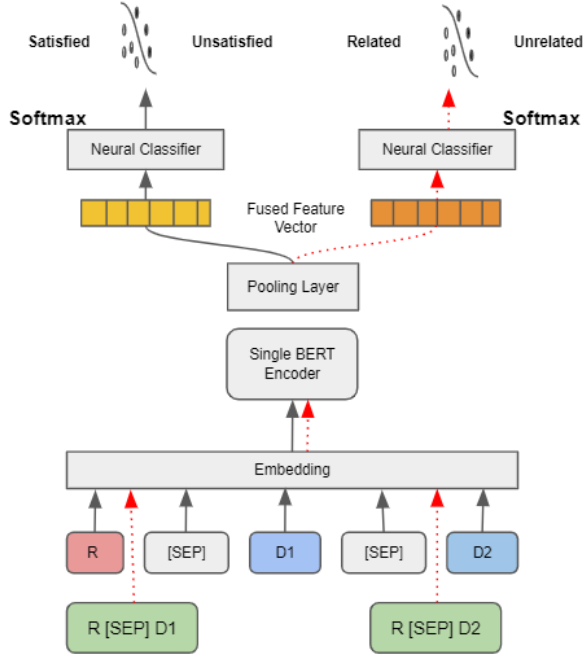 Satisfied
Unsatisfied
Related
Unrelated
Softmax
Softmax
Neural Classifier
Neural Classifier
Fused Feature
Vector
Pooling Layer
Single BERT
Encoder
Embedding
R
[SEP]
D1
[SEP]
D2
R [SEP] D1
R [SEP] D2